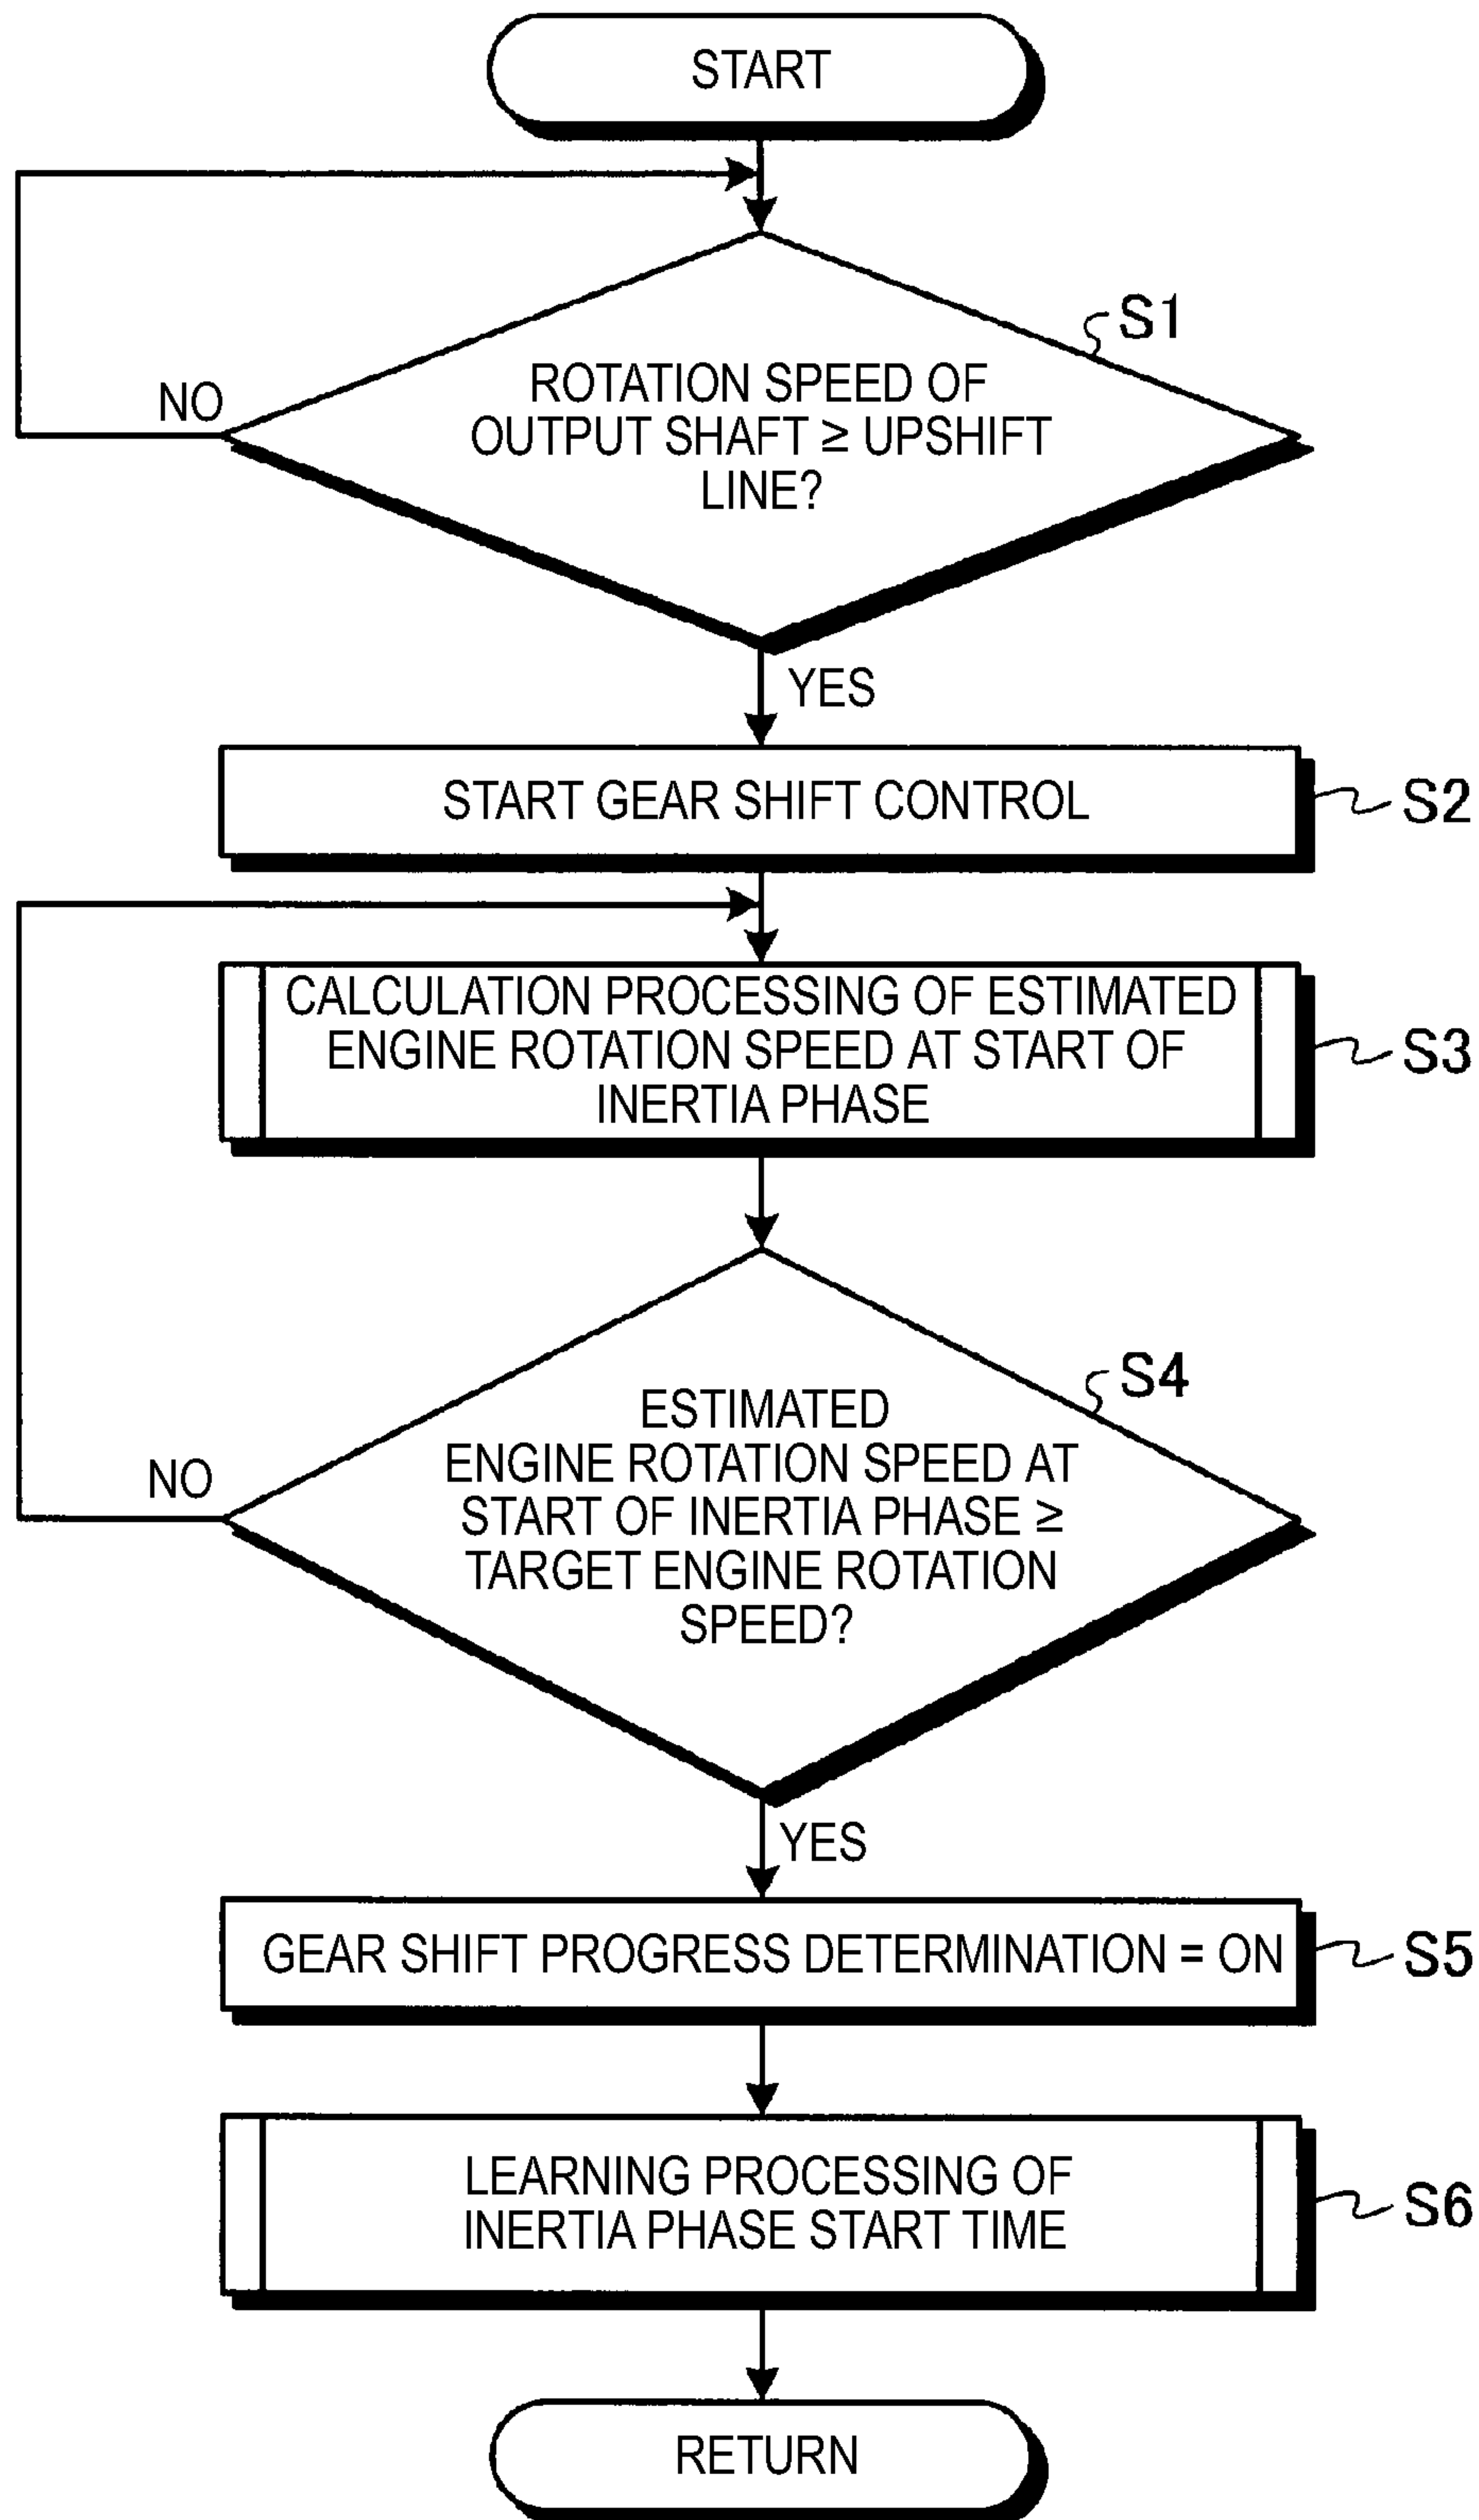 START
S1
ROTATION SPEED OF
OUTPUT SHAFT ≥ UPSHIFT
LINE?
NO
YES
START GEAR SHIFT CONTROL
S2
CALCULATION PROCESSING OF ESTIMATED
ENGINE ROTATION SPEED AT START OF
INERTIA PHASE
S3
S4
ESTIMATED
ENGINE ROTATION SPEED AT
START OF INERTIA PHASE ≥
TARGET ENGINE ROTATION
SPEED?
NO
YES
GEAR SHIFT PROGRESS DETERMINATION = ON
S5
LEARNING PROCESSING OF
INERTIA PHASE START TIME
S6
RETURN